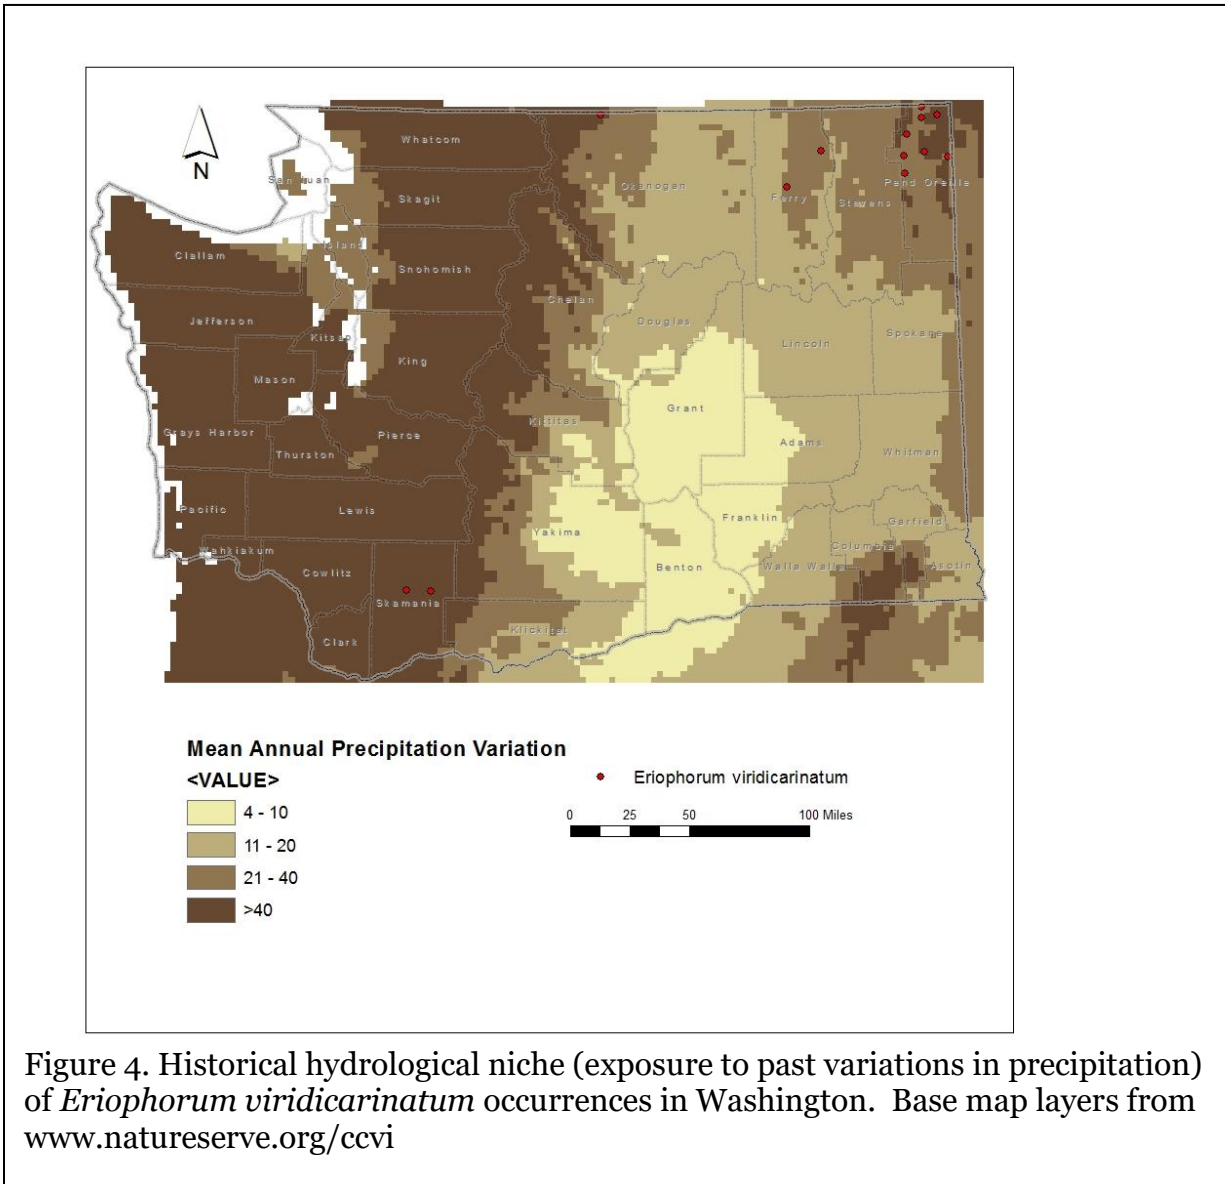 N
Whatcom
San Juan
Skagit
Okanogan
Ferry
Stevens
Pend Oreille
Island
Clallam
Snohomish
Chelan
Jefferson
Douglas
Kitsap
Lincoln
Spokane
King
Mason
Grant
Kittitas
Grays Harbor
Pierce
Adams
Thurston
Whitman
Pacific
Lewis
Franklin
Garfield
Yakima
Wahkiakum
Columbia
Cowlitz
Benton
Walla Walla
Asotin
Skamania
Klickitat
Clark
Mean Annual Precipitation Variation
<VALUE>
4 - 10
11 - 20
21 - 40
>40
Eriophorum viridicarinatum
0 25 50 100 Miles
Figure 4. Historical hydrological niche (exposure to past variations in precipitation)
of Eriophorum viridicarinatum occurrences in Washington. Base map layers from
www.natureserve.org/ccvi